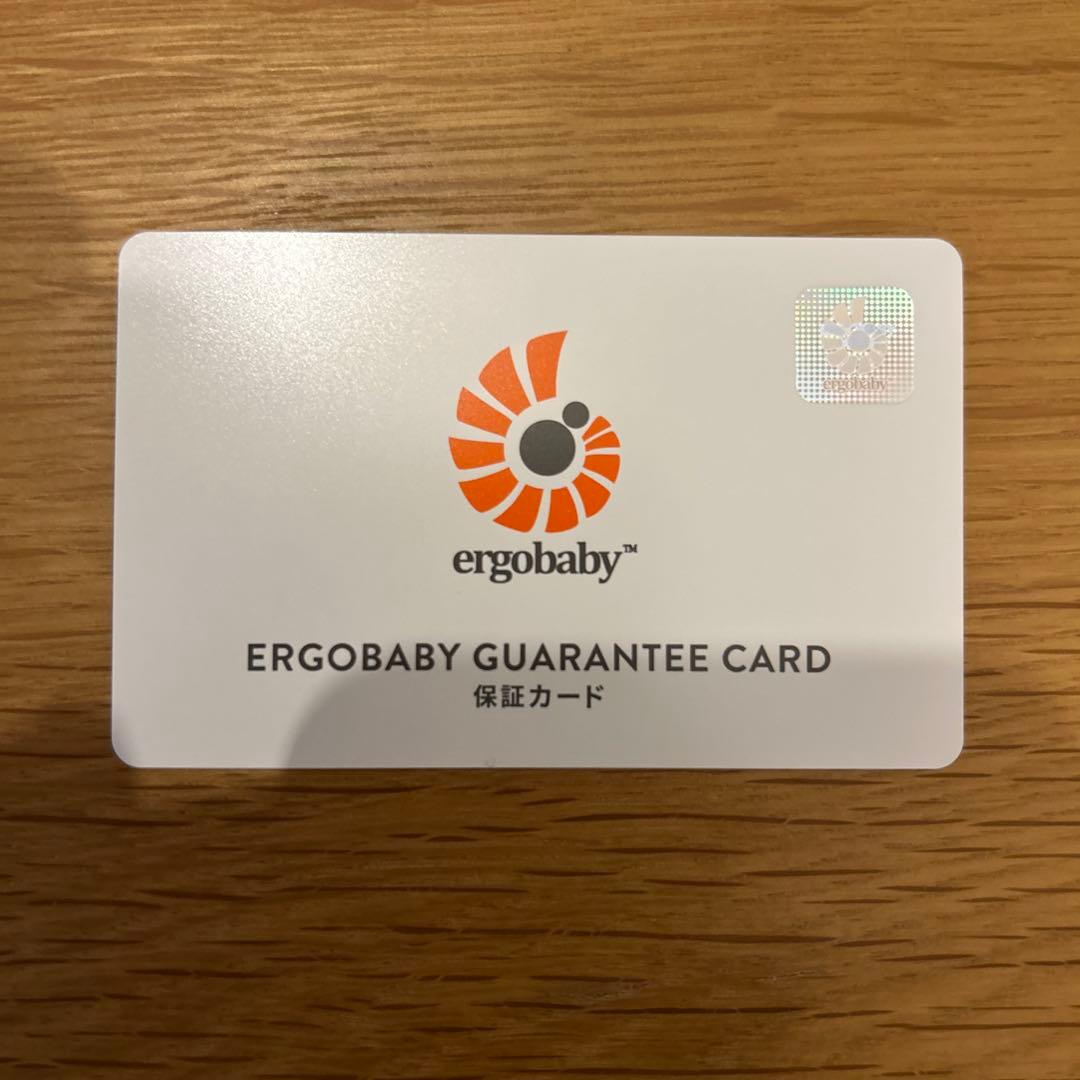 ergobaby
ergobaby™
ERGOBABY GUARANTEE CARD
保証カード